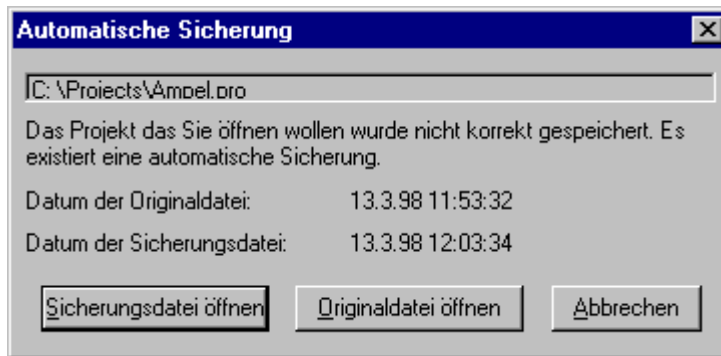 Automatische Sicherung
C: \Projects\Ampel.pro
Das Projekt das Sie öffnen wollen wurde nicht korrekt gespeichert. Es
existiert eine automatische Sicherung.
Datum der Originaldatei: 13.3.98 11:53:32
Datum der Sicherungsdatei: 13.3.98 12:03:34
Sicherungsdatei öffnen Originaldatei öffnen Abbrechen